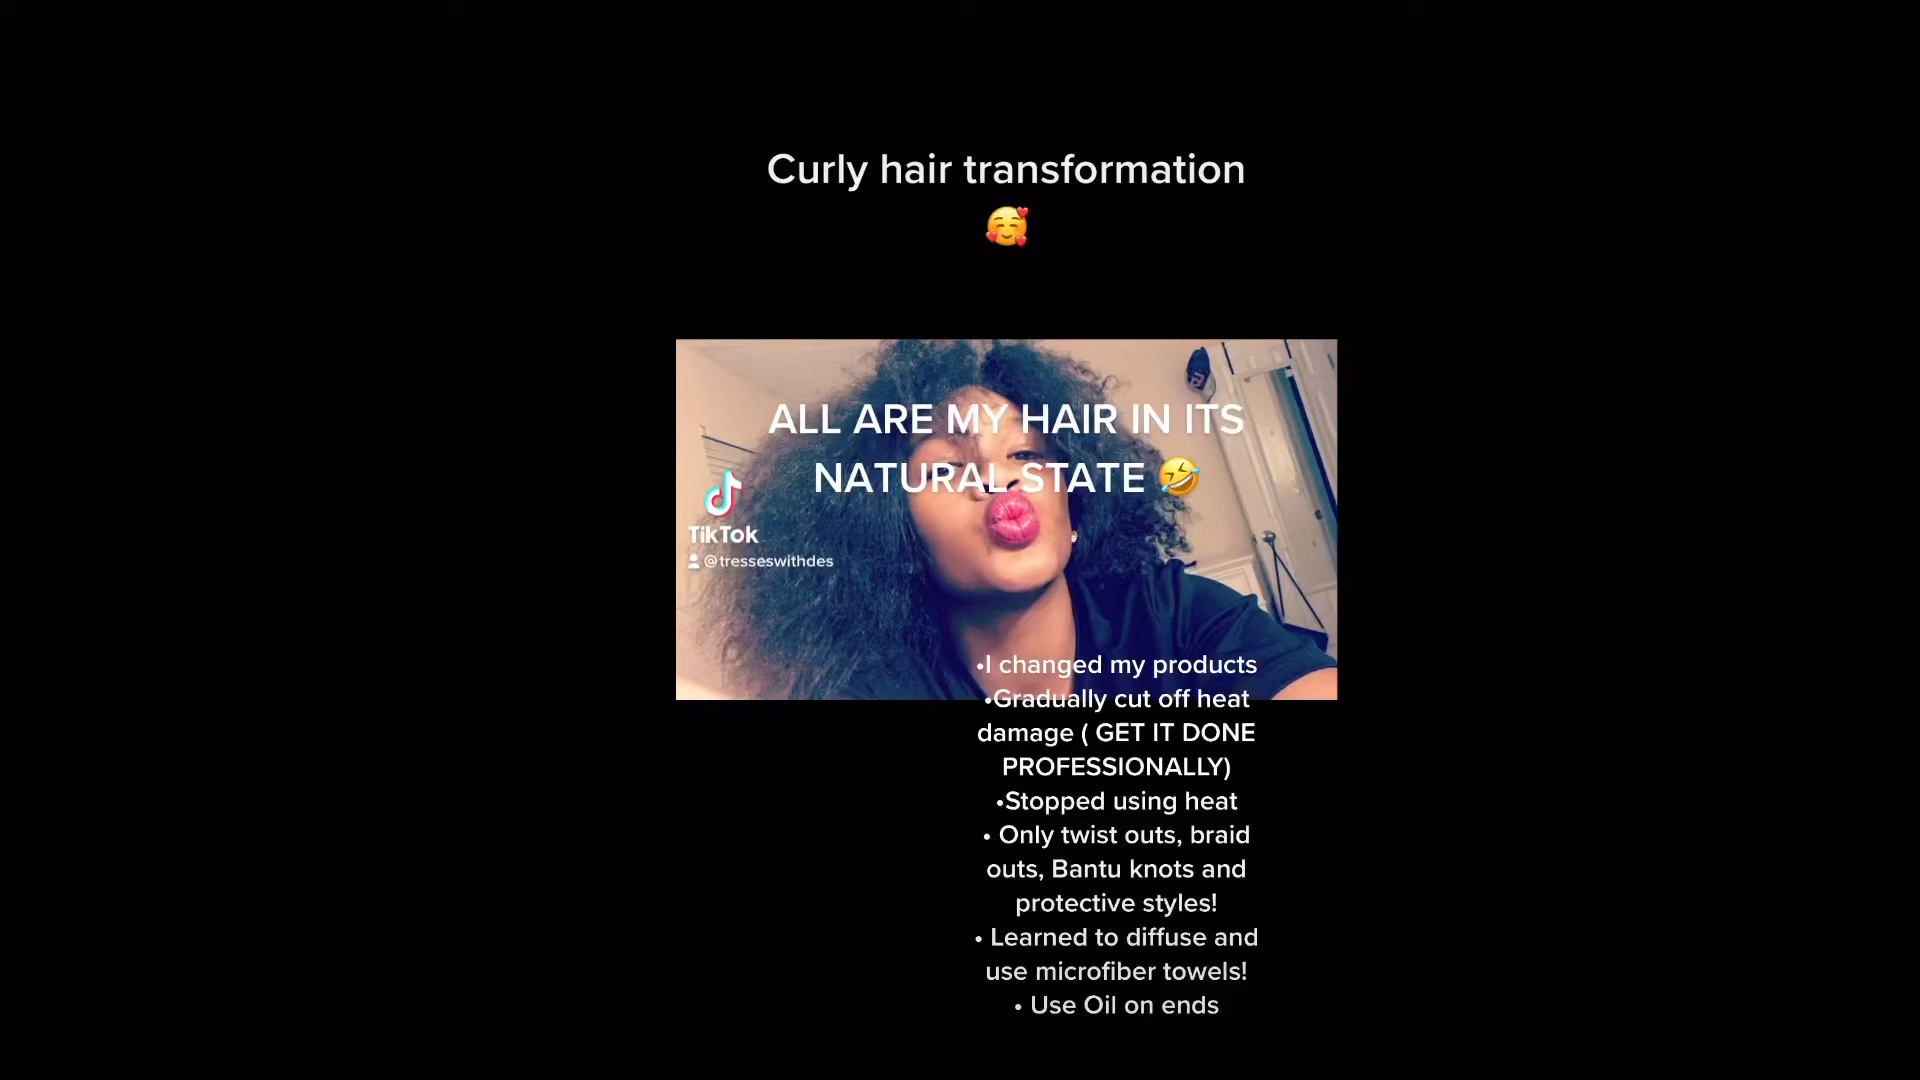 Curly hair transformation
🥰
ALL ARE MY HAIR IN ITS
NATURAL STATE 🤣
TikTok
@tresseswithdes
•I changed my products
•Gradually cut off heat
damage ( GET IT DONE
PROFESSIONALLY)
•Stopped using heat
• Only twist outs, braid
outs, Bantu knots and
protective styles!
• Learned to diffuse and
use microfiber towels!
• Use Oil on ends